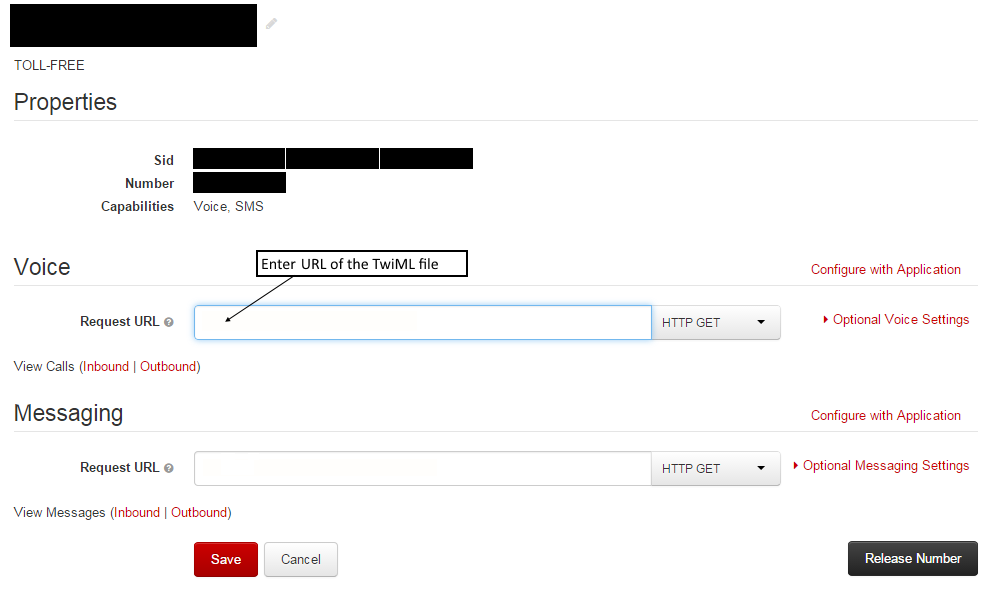 TOLL-FREE
Properties
Sid
Number
Capabilities Voice, SMS
Enter URL of the TwiML file
Voice Configure with Application
Request URL ? HTTP GET Optional Voice Settings
View Calls (Inbound | Outbound)
Messaging Configure with Application
Request URL ? HTTP GET Optional Messaging Settings
View Messages (Inbound | Outbound)
Save Cancel Release Number